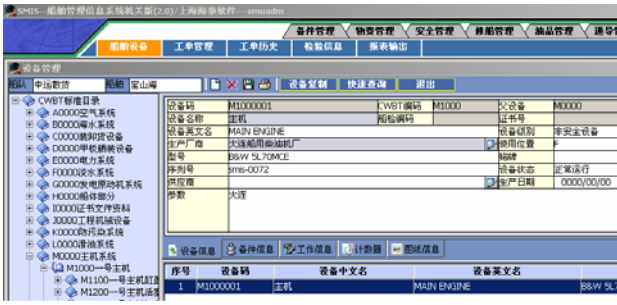 SMIS--船舶管理信息系统机关版(2.0)/上海海事软件----smuadm
备件管理 物资管理 安全管理 修船管理 油品管理
船舶设备 工单管理 工单历史 检验信息 报表输出
设备管理
船队 中远散货 船舶 宝山海 设备复制 快速查询 退出
CWBT标准目录
A0000空气系统
B0000海水系统
C0000装卸货设备
D0000甲板舾装设备
E0000电力系统
F0000淡水系统
G0000发电原动机系统
H0000船体部分
I0000证书文件资料
J0000工程机械设备
K0000防污染系统
L0000滑油系统
M0000主机系统
M1000一号主机
M1100一号主机缸
M1200一号主机活塞
设备码 M1000001 CWBT编码 M1000 父设备 M0000
设备名称 主机 船检编码 证书号
设备英文名 MAIN ENGINE 设备级别 非安全设备
生产厂商 大连船用柴油机厂 使用位置 F
型号 B&W 5L70MCE 铭牌
序列号 sms-0072 设备状态 正常运行
供应商 生产日期 0000/00/00
参数 大连
设备信息 备件信息 工作信息 计数器 图纸信息
序号 设备码 设备中文名 设备英文名
1 M1000001 主机 MAIN ENGINE B&W 5L7